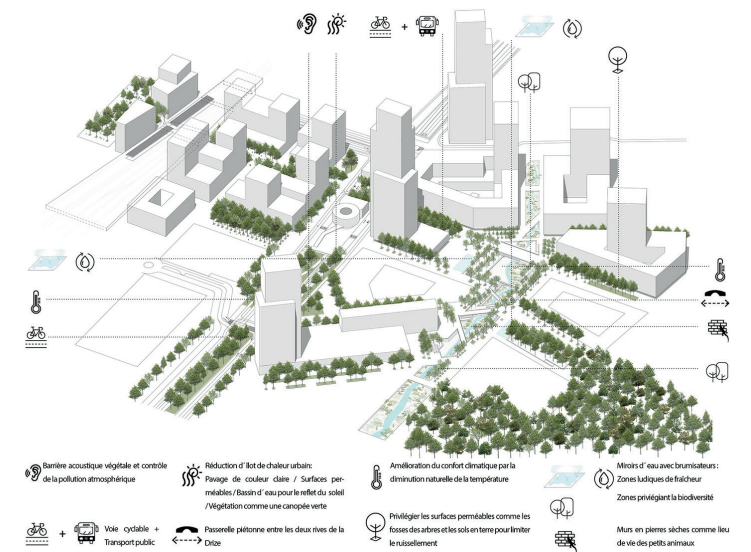 Barrière acoustique végétale et contrôle
de la pollution atmosphérique
Voie cyclable +
Transport public
Réduction d´îlot de chaleur urbain:
Pavage de couleur claire / Surfaces per-
méables / Bassin d´eau pour le reflet du soleil
/Végétation comme une canopée verte
Passerelle piétonne entre les deux rives de la
Drize
Amélioration du confort climatique par la
diminution naturelle de la température
Privilégier les surfaces perméables comme les
fosses des arbres et les sols en terre pour limiter
le ruissellement
Miroirs d´eau avec brumisateurs :
Zones ludiques de fraîcheur
Zones privilégiant la biodiversité
Murs en pierres sèches comme lieu
de vie des petits animaux